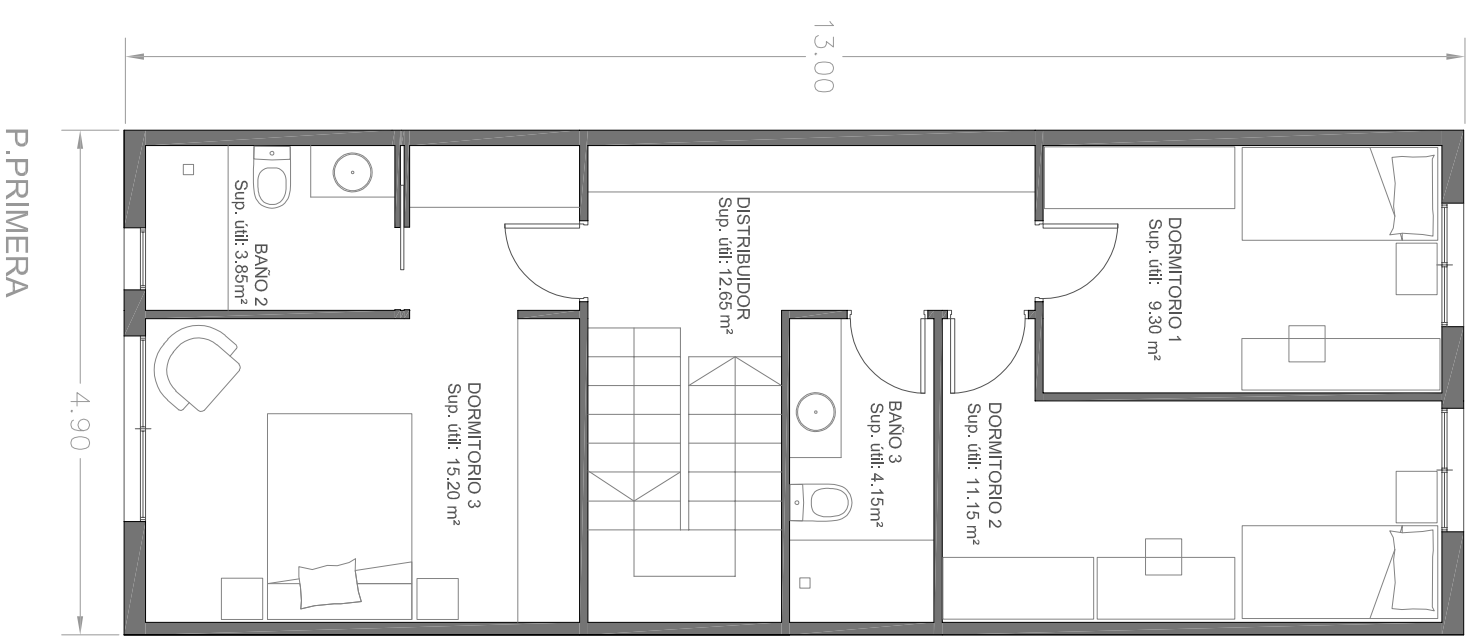 P.PRIMERA
13.00
4.90
BAÑO 2
Sup. útil: 3.85m²
DORMITORIO 3
Sup. útil: 15.20 m²
DISTRIBUIDOR
Sup. útil: 12.65 m²
BAÑO 3
Sup. útil: 4.15m²
DORMITORIO 2
Sup. útil: 11.15 m²
DORMITORIO 1
Sup. útil: 9.30 m²